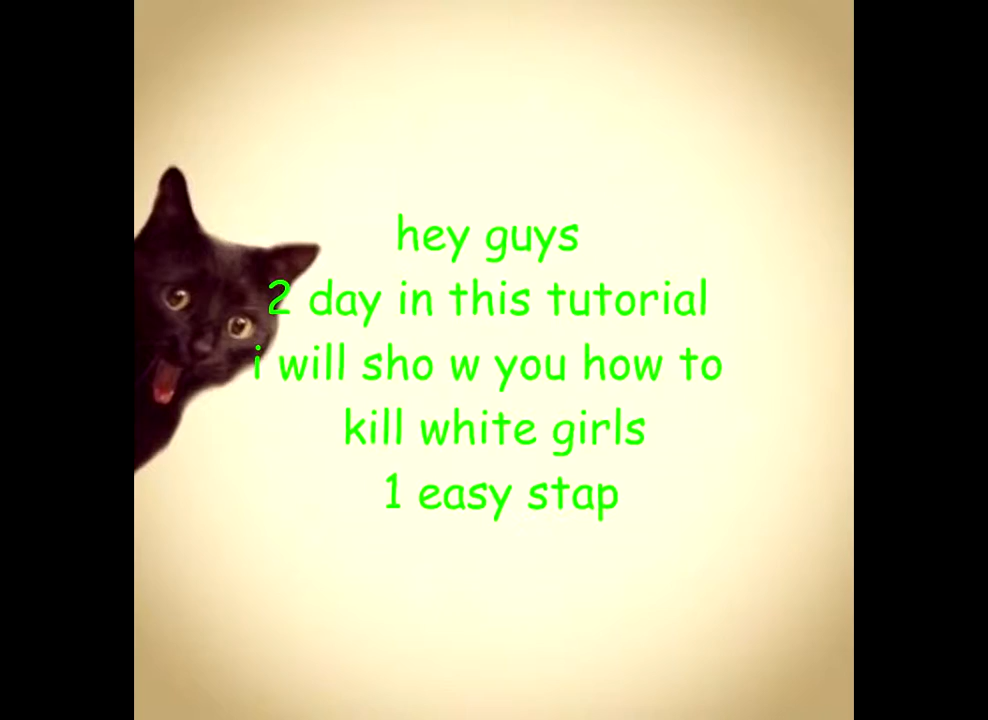 hey guys
2 day in this tutorial
i will sho w you how to
kill white girls
1 easy stap